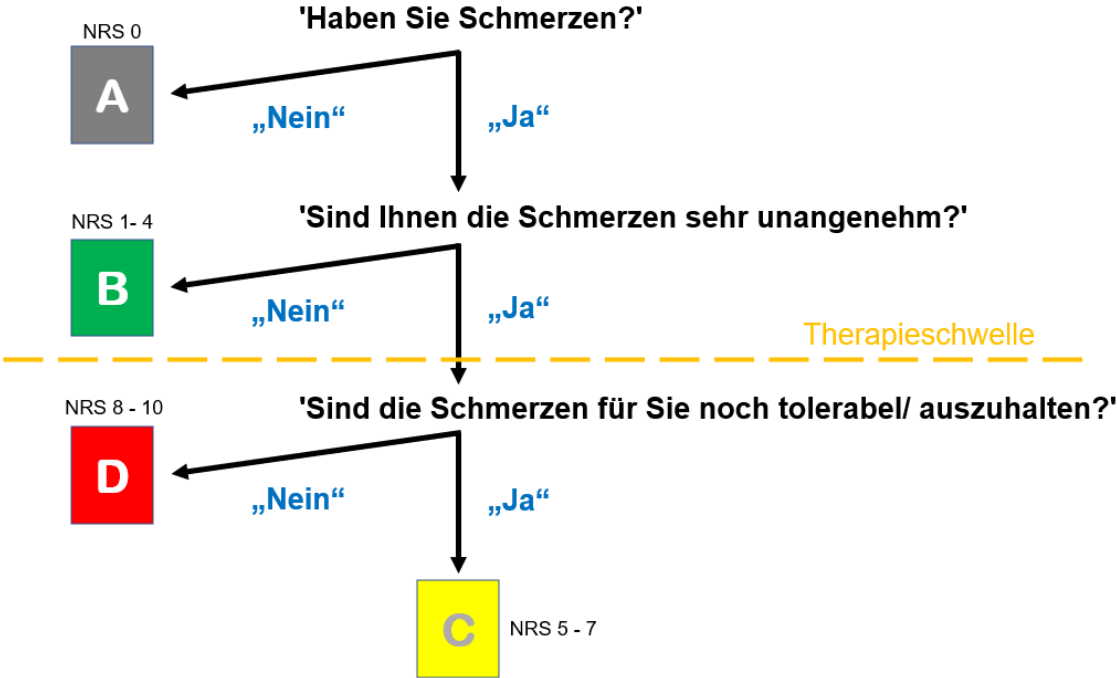 'Haben Sie Schmerzen?'
NRS 0
A
„Nein“
„Ja“
'Sind Ihnen die Schmerzen sehr unangenehm?'
NRS 1- 4
B
„Nein“
„Ja“
Therapieschwelle
'Sind die Schmerzen für Sie noch tolerabel/ auszuhalten?'
NRS 8 - 10
D
„Nein“
„Ja“
C
NRS 5 - 7